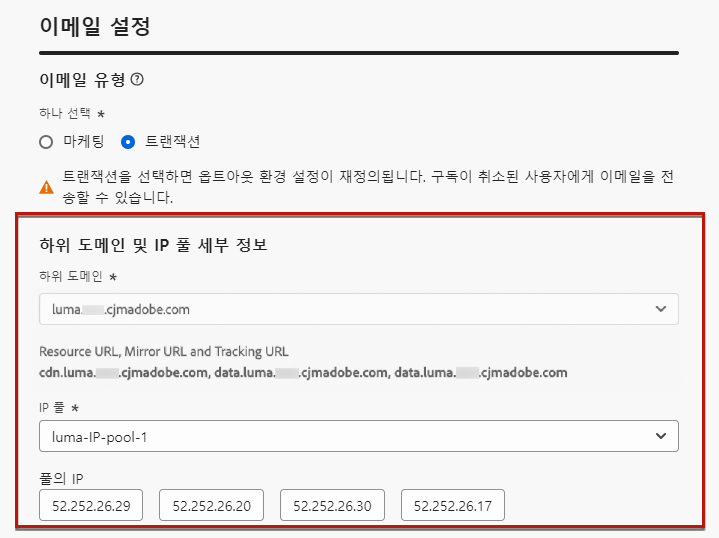 이메일 설정
이메일 유형
하나 선택 *
마케팅 트랜잭션
트랜잭션을 선택하면 옵트아웃 환경 설정이 재정의됩니다. 구독이 취소된 사용자에게 이메일을 전
송할 수 있습니다.
하위 도메인 및 IP 풀 세부 정보
하위 도메인 *
luma. .cjmadobe.com
Resource URL, Mirror URL and Tracking URL
cdn.luma. .cjmadobe.com, data.luma. .cjmadobe.com, data.luma. .cjmadobe.com
IP 풀 *
luma-IP-pool-1
풀의 IP
52.252.26.29 52.252.26.20 52.252.26.30 52.252.26.17